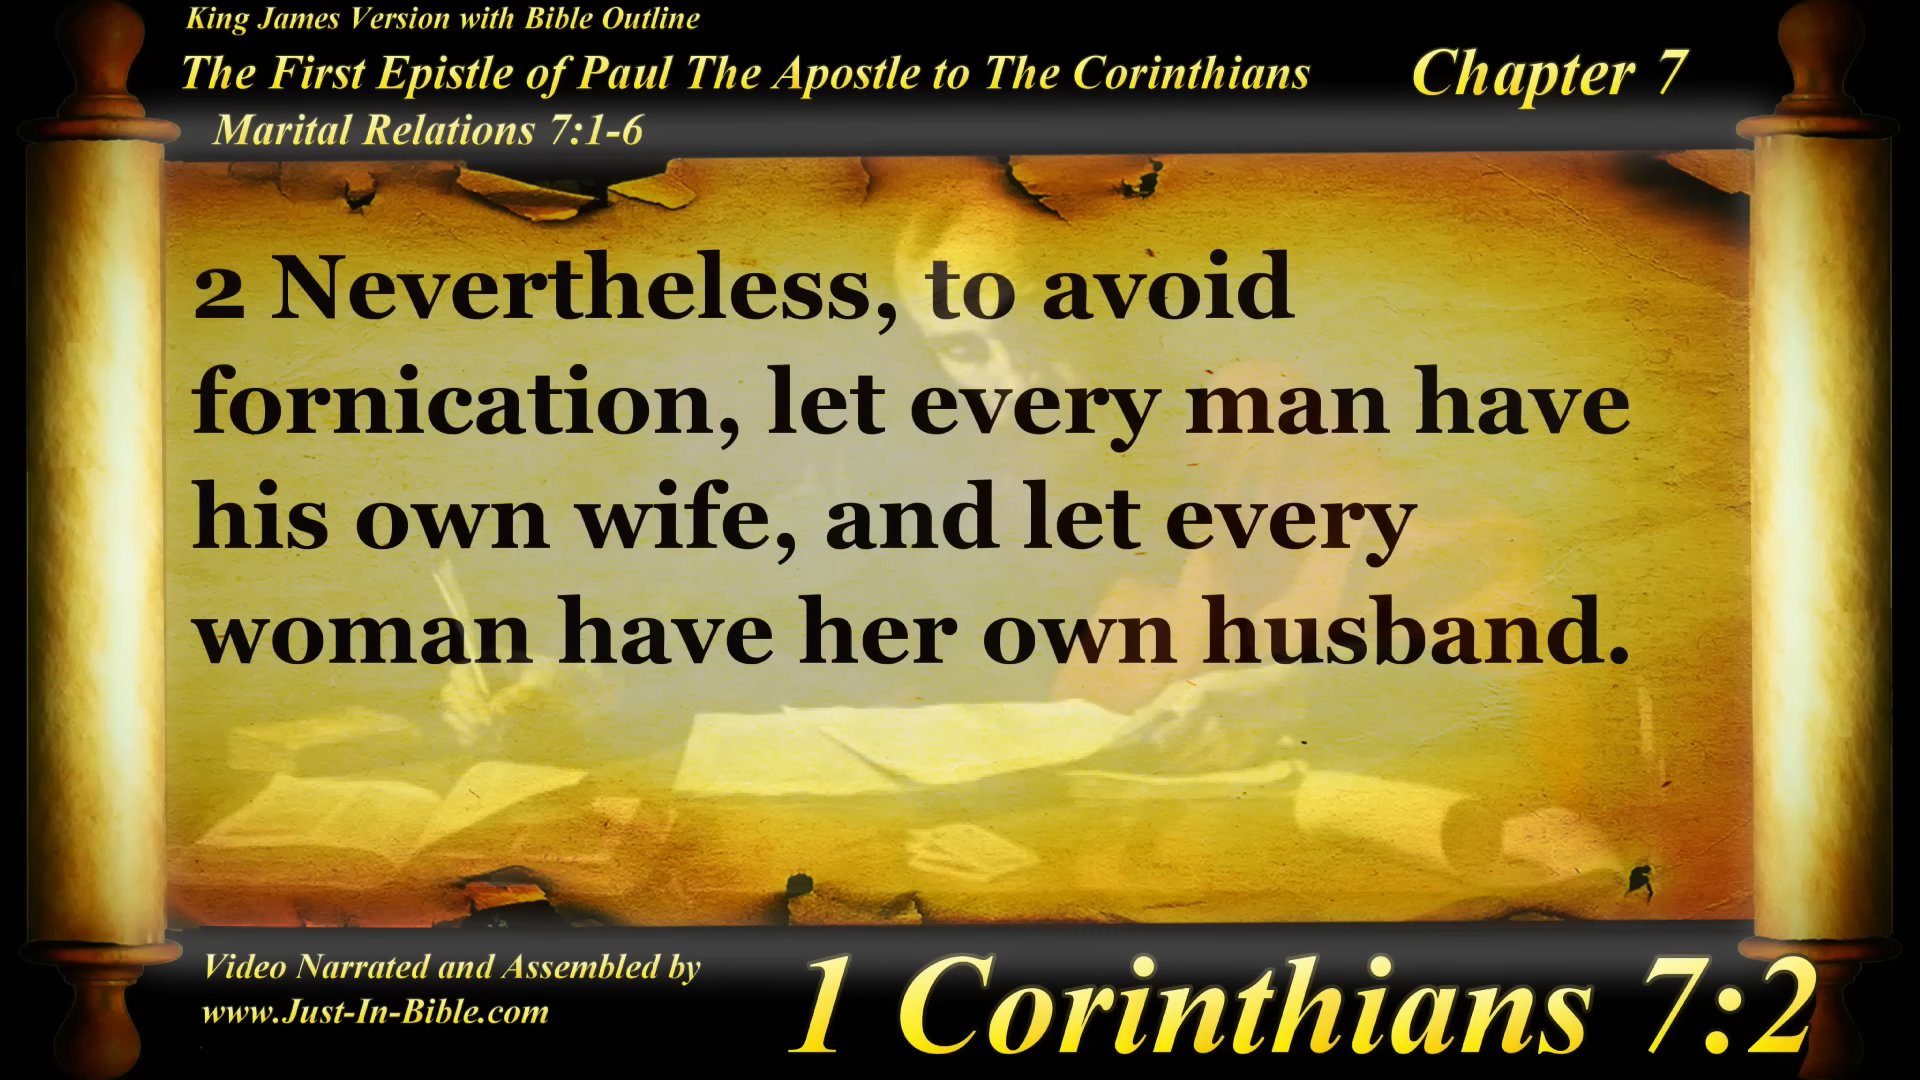 King James Version with Bible Outline
The First Epistle of Paul The Apostle to The Corinthians
Chapter 7
Marital Relations 7:1-6
2 Nevertheless, to avoid
fornication, let every man have
his own wife, and let every
woman have her own husband.
Video Narrated and Assembled by
www.Just-In-Bible.com
1 Corinthians 7:2